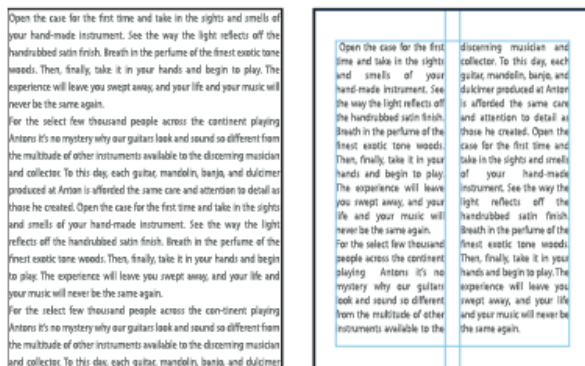 Open the case for the first time and take in the sights and smells of
your hand-made instrument. See the way the light reflects off the
handrubbed satin finish. Breath in the perfume of the finest exotic tone
woods. Then, finally, take it in your hands and begin to play. The
experience will leave you swept away, and your life and your music will
never be the same again.
For the select few thousand people across the continent playing
Antons it's no mystery why our guitars look and sound so different from
the multitude of other instruments available to the discerning musician
and collector. To this day, each guitar, mandolin, banjo, and dulcimer
produced at Anton is afforded the same care and attention to detail as
those he created. Open the case for the first time and take in the sights
and smells of your hand-made instrument. See the way the light
reflects off the handrubbed satin finish. Breath in the perfume of the
finest exotic tone woods. Then, finally, take it in your hands and begin
to play. The experience will leave you swept away, and your life and
your music will never be the same again.
For the select few thousand people across the con-tinent playing
Antons it's no mystery why our guitars look and sound so different from
the multitude of other instruments available to the discerning musician
and collector. To this day, each guitar, mandolin, banjo, and dulcimer
Open the case for the first
time and take in the sights
and smells of your
hand-made instrument. See
the way the light reflects off
the handrubbed satin finish.
Breath in the perfume of the
finest exotic tone woods.
Then, finally, take it in your
hands and begin to play.
The experience will leave
you swept away, and your
life and your music will
never be the same again.
For the select few thousand
people across the continent
playing Antons it's no
mystery why our guitars
look and sound so different
from the multitude of other
instruments available to the
discerning musician and
collector. To this day, each
guitar, mandolin, banjo, and
dulcimer produced at Anton
is afforded the same care
and attention to detail as
those he created. Open the
case for the first time and
take in the sights and smells
of your hand-made
instrument. See the way the
light reflects off the
handrubbed satin finish.
Breath in the perfume of the
finest exotic tone woods.
Then, finally, take it in your
hands and begin to play.The
experience will leave you
swept away, and your life
and your music will never be
the same again.